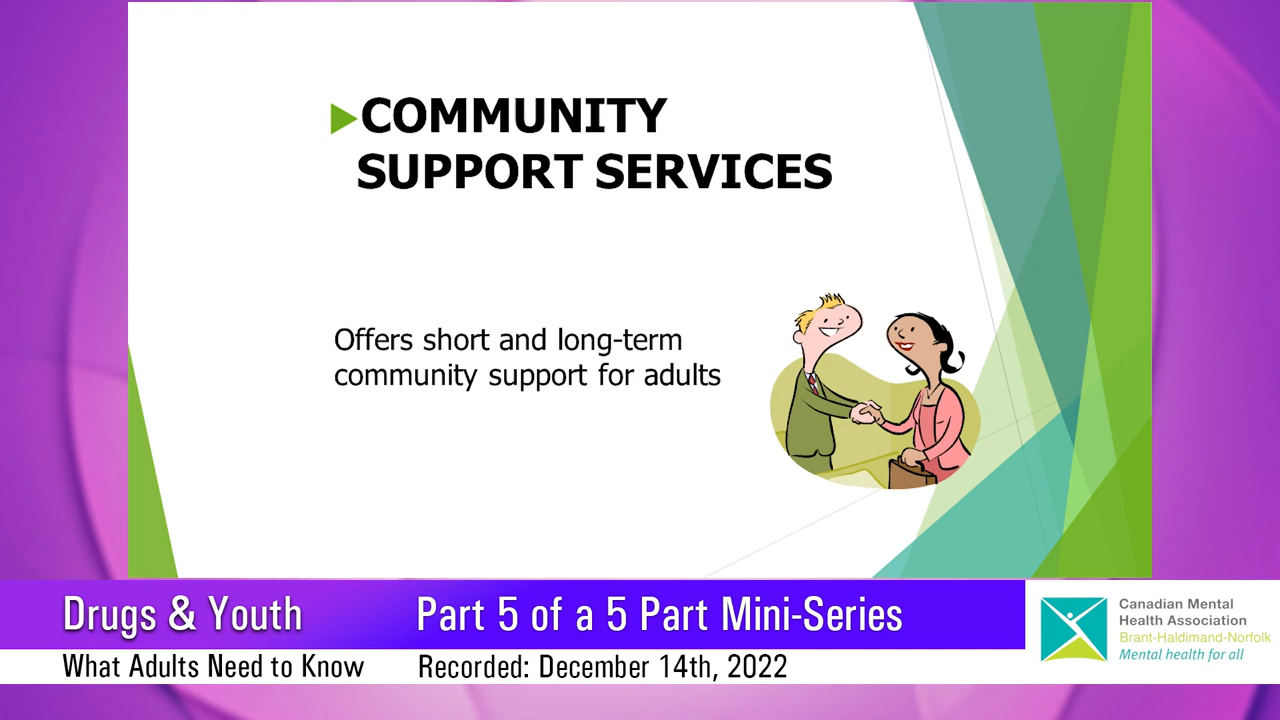 COMMUNITY
SUPPORT SERVICES
Offers short and long-term
community support for adults
Drugs & Youth
Part 5 of a 5 Part Mini-Series
What Adults Need to Know
Recorded: December 14th, 2022
Canadian Mental
Health Association
Brant-Haldimand-Norfolk
Mental health for all